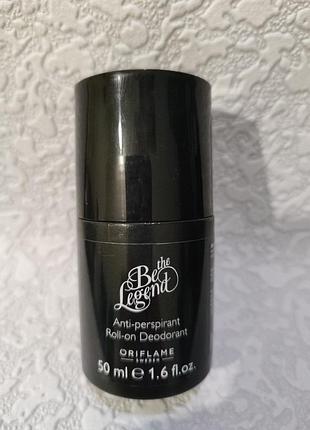 Be the
Legend
Anti-perspirant
Roll-on Deodorant
ORIFLAME
SWEDEN
50 ml ℮ 1.6 fl.oz.